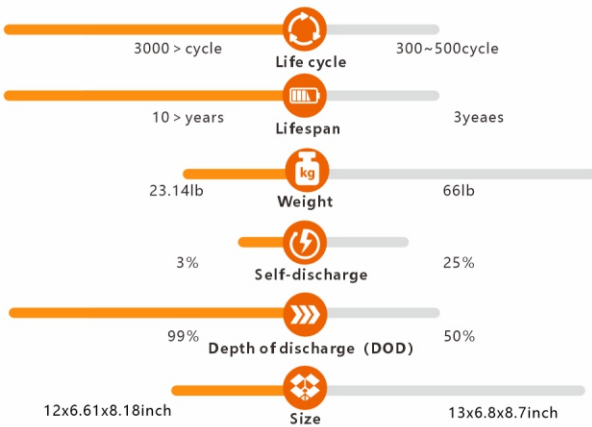 3000 > cycle
300~500cycle
Life cycle
10 > years
3yeaes
Lifespan
kg
23.14lb
66lb
Weight
3%
25%
Self-discharge
99%
50%
Depth of discharge (DOD)
12x6.61x8.18inch
13x6.8x8.7inch
Size